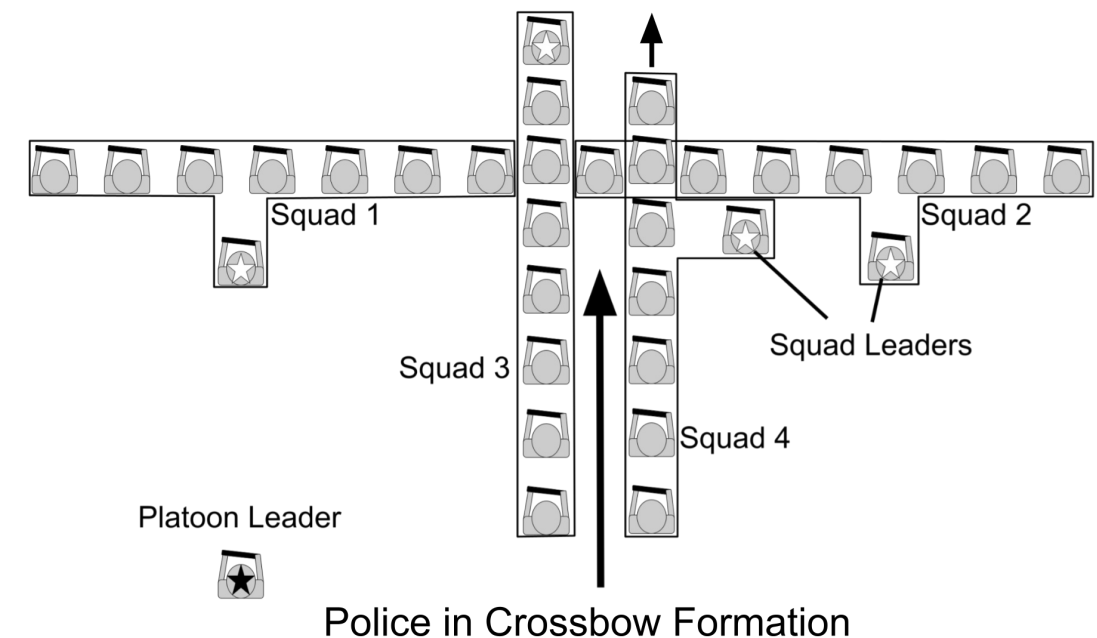 Squad 1
Squad 2
Squad Leaders
Squad 3
Squad 4
Platoon Leader
Police in Crossbow Formation